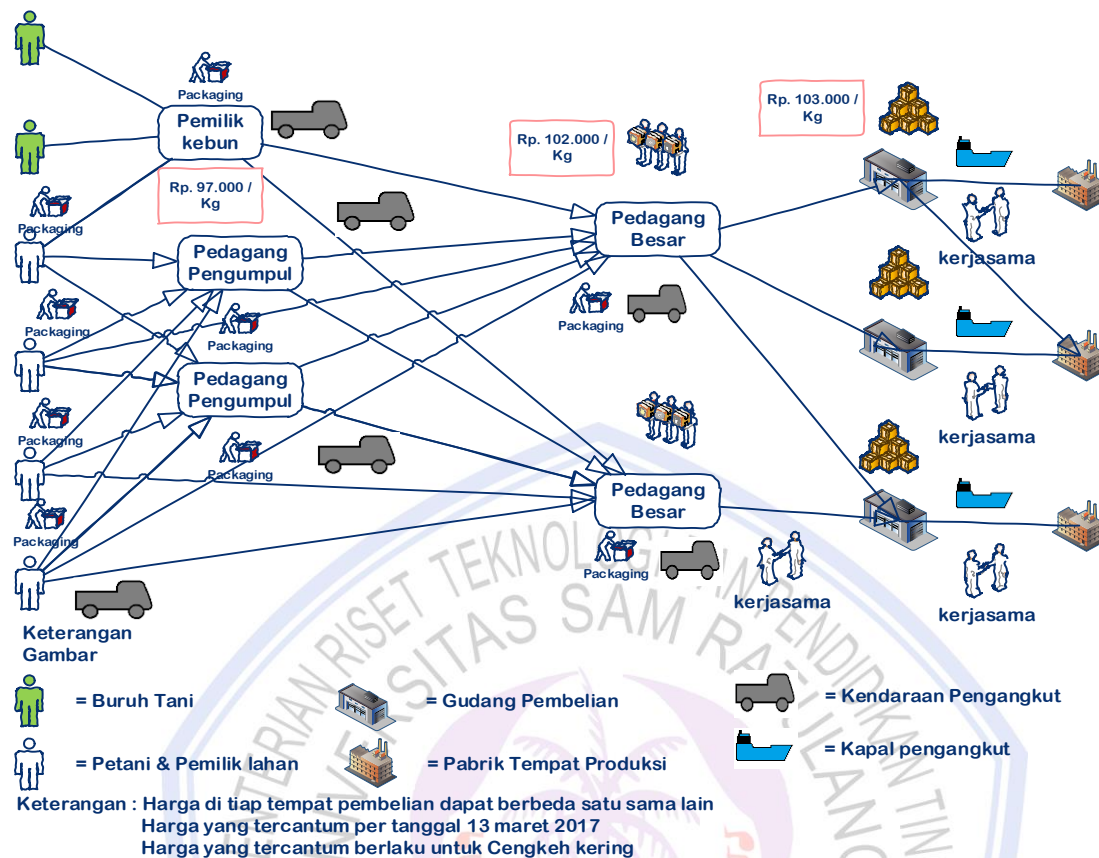 Packaging
Pemilik
kebun
Rp. 97.000 /
Kg
Rp. 102.000 /
Kg
Rp. 103.000 /
Kg
Packaging
Pedagang
Pengumpul
Pedagang
Besar
kerjasama
Packaging
Packaging
Packaging
Pedagang
Pengumpul
Packaging
Packaging
kerjasama
Packaging
Pedagang
Besar
Packaging
kerjasama
kerjasama
Keterangan
Gambar
= Buruh Tani
= Gudang Pembelian
= Kendaraan Pengangkut
= Petani & Pemilik lahan
= Pabrik Tempat Produksi
= Kapal pengangkut
Keterangan : Harga di tiap tempat pembelian dapat berbeda satu sama lain
Harga yang tercantum per tanggal 13 maret 2017
Harga yang tercantum berlaku untuk Cengkeh kering